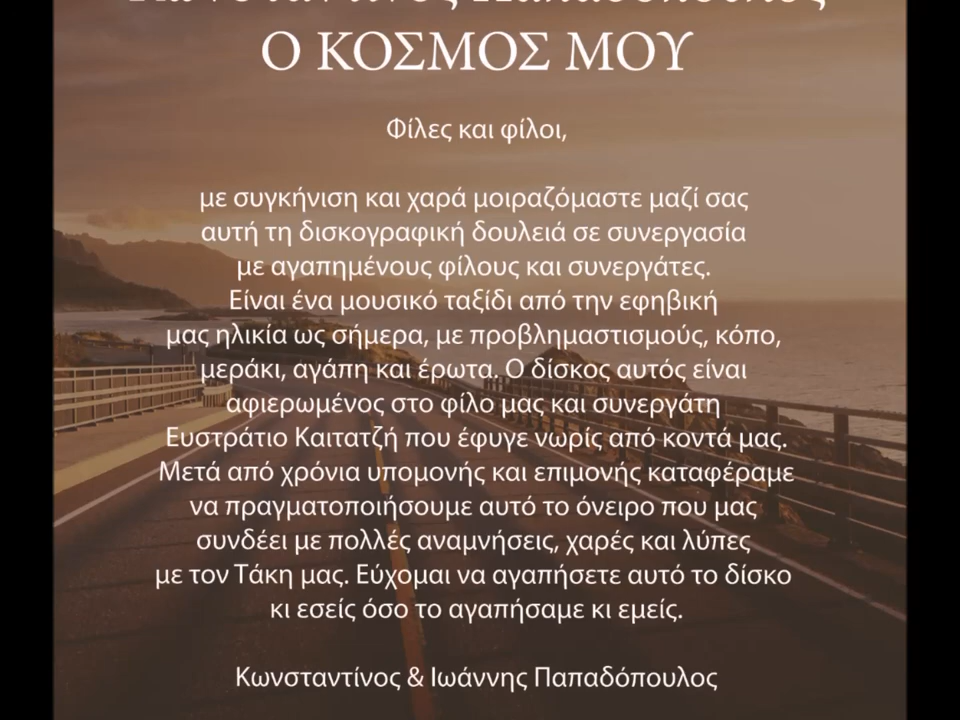 Κωνσταντίνος Παπαδόπουλος
Ο ΚΟΣΜΟΣ ΜΟΥ
Φίλες και φίλοι,
με συγκήνιση και χαρά μοιραζόμαστε μαζί σας
αυτή τη δισκογραφική δουλειά σε συνεργασία
με αγαπημένους φίλους και συνεργάτες.
Είναι ένα μουσικό ταξίδι από την εφηβική
μας ηλικία ως σήμερα, με προβλημαστισμούς, κόπο,
μεράκι, αγάπη και έρωτα. Ο δίσκος αυτός είναι
αφιερωμένος στο φίλο μας και συνεργάτη
Ευστράτιο Καιτατζή που έφυγε νωρίς από κοντά μας.
Μετά από χρόνια υπομονής και επιμονής καταφέραμε
να πραγματοποιήσουμε αυτό το όνειρο που μας
συνδέει με πολλές αναμνήσεις, χαρές και λύπες
με τον Τάκη μας. Εύχομαι να αγαπήσετε αυτό το δίσκο
κι εσείς όσο το αγαπήσαμε κι εμείς.
Κωνσταντίνος & Ιωάννης Παπαδόπουλος